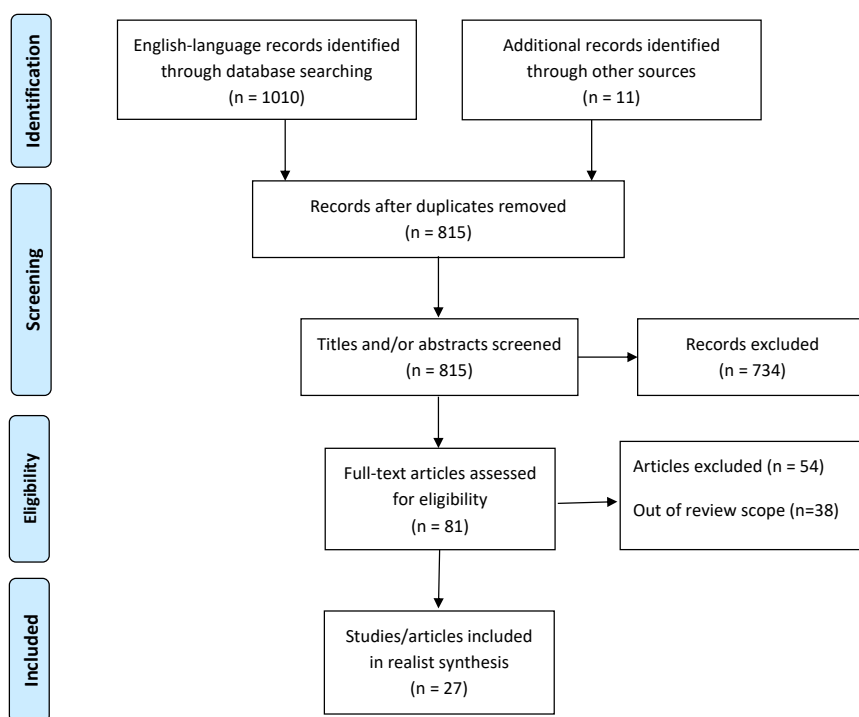 Identification
English-language records identified
through database searching
(n = 1010)
Additional records identified
through other sources
(n = 11)
Screening
Records after duplicates removed
(n = 815)
Titles and/or abstracts screened
(n = 815)
Records excluded
(n = 734)
Eligibility
Full-text articles assessed
for eligibility
(n = 81)
Articles excluded (n = 54)
Out of review scope (n=38)
Included
Studies/articles included
in realist synthesis
(n = 27)